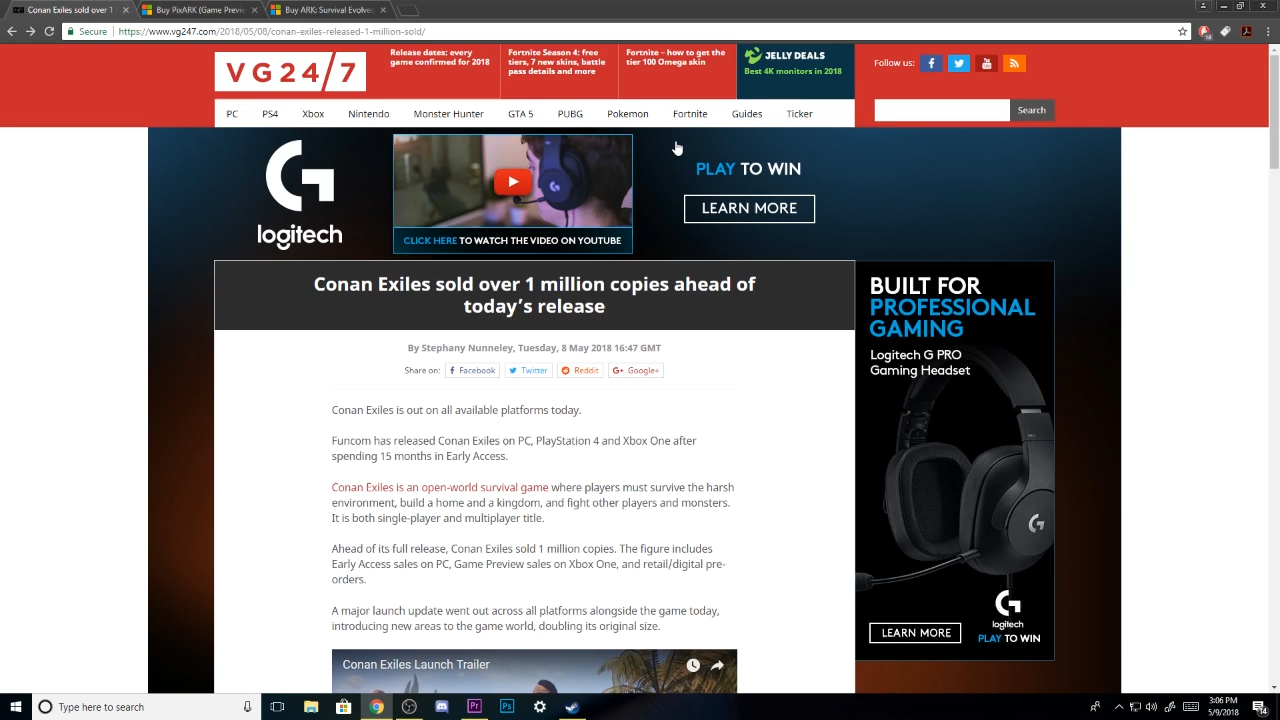 Conan Exiles sold over 1 m
Buy PixARK (Game Preview
Buy ARK: Survival Evolved
Secure
https://www.vg247.com/2018/05/08/conan-exiles-released-1-million-sold/
VG24/7
Release dates: every
game confirmed for 2018
Fortnite Season 4: free
tiers, 7 new skins, battle
pass details and more
Fortnite – how to get the
tier 100 Omega skin
JELLY DEALS
Best 4K monitors in 2018
Follow us:
PC PS4 Xbox Nintendo Monster Hunter GTA 5 PUBG Pokemon Fortnite Guides Ticker
Search
logitech
CLICK HERE TO WATCH THE VIDEO ON YOUTUBE
PLAY TO WIN
LEARN MORE
Conan Exiles sold over 1 million copies ahead of
today’s release
By Stephany Nunneley, Tuesday, 8 May 2018 16:47 GMT
Share on: Facebook Twitter Reddit Google+
Conan Exiles is out on all available platforms today.
Funcom has released Conan Exiles on PC, PlayStation 4 and Xbox One after
spending 15 months in Early Access.
Conan Exiles is an open-world survival game where players must survive the harsh
environment, build a home and a kingdom, and fight other players and monsters.
It is both single-player and multiplayer title.
Ahead of its full release, Conan Exiles sold 1 million copies. The figure includes
Early Access sales on PC, Game Preview sales on Xbox One, and retail/digital pre-
orders.
A major launch update went out across all platforms alongside the game today,
introducing new areas to the game world, doubling its original size.
Conan Exiles Launch Trailer
BUILT FOR
PROFESSIONAL
GAMING
Logitech G PRO
Gaming Headset
LEARN MORE
logitech
PLAY TO WIN
Type here to search
Pr
Ps
3:06 PM
5/9/2018